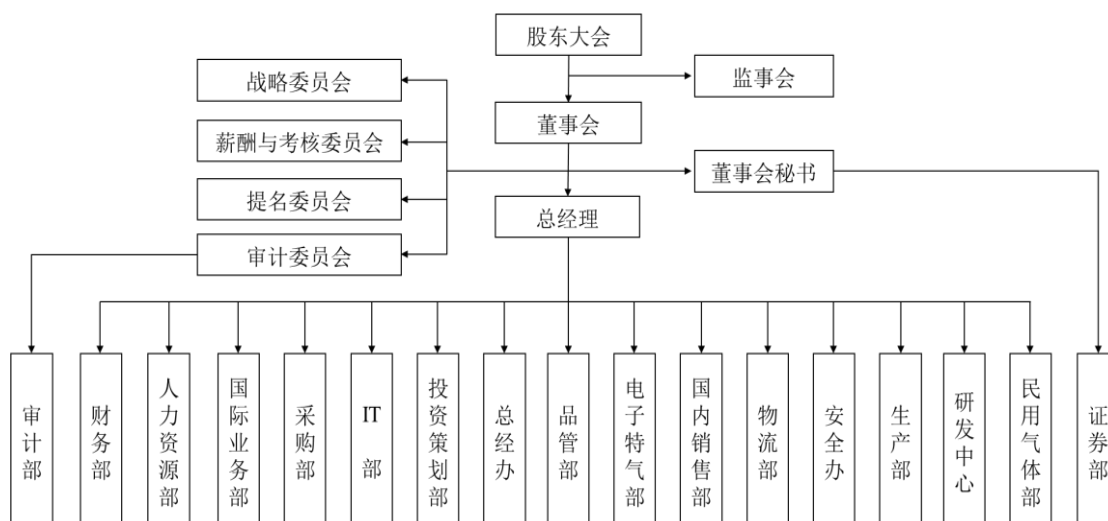 股东大会
战略委员会
监事会
董事会
薪酬与考核委员会
董事会秘书
提名委员会
总经理
审计委员会
审计部
财务部
人力资源部
国际业务部
采购部
IT 部
投资策划部
总经办
品管部
电子特气部
国内销售部
物流部
安全办
生产部
研发中心
民用气体部
证券部